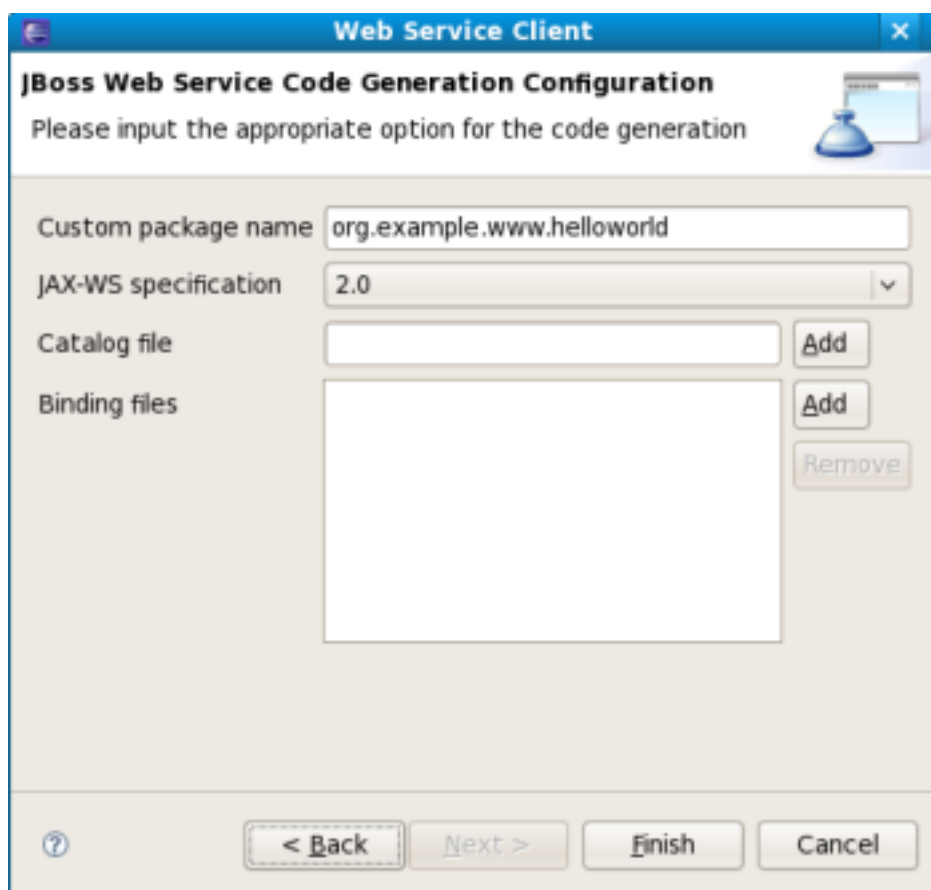 Web Service Client
JBoss Web Service Code Generation Configuration
Please input the appropriate option for the code generation
Custom package name org.example.www.helloworld
JAX-WS specification 2.0
Catalog file Add
Binding files Add
Remove
< Back Next > Finish Cancel